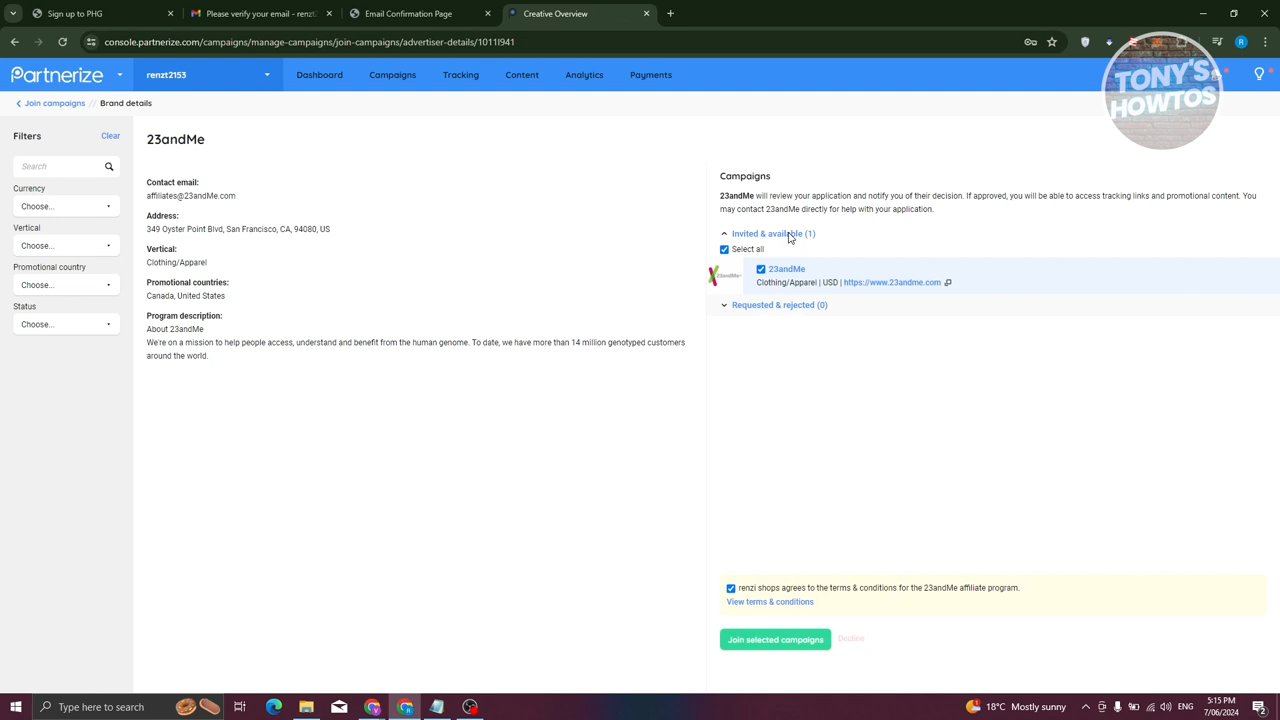 Sign up to PHG
Please verify your email - renzt
Email Confirmation Page
Creative Overview
console.partnerize.com/campaigns/manage-campaigns/join-campaigns/advertiser-details/1011l941
R
Partnerize
renzt2153
Dashboard
Campaigns
Tracking
Content
Analytics
Payments
TONY'S
HOWTOS
Join campaigns // Brand details
Filters
Clear
Search
Currency
Choose...
Vertical
Choose...
Promotional country
Choose...
Status
Choose...
23andMe
Contact email:
affiliates@23andMe.com
Address:
349 Oyster Point Blvd, San Francisco, CA, 94080, US
Vertical:
Clothing/Apparel
Promotional countries:
Canada, United States
Program description:
About 23andMe
We're on a mission to help people access, understand and benefit from the human genome. To date, we have more than 14 million genotyped customers
around the world.
Campaigns
23andMe will review your application and notify you of their decision. If approved, you will be able to access tracking links and promotional content. You
may contact 23andMe directly for help with your application.
Invited & available (1)
Select all
23andMe
23andMe
Clothing/Apparel | USD | https://www.23andme.com
Requested & rejected (0)
renzi shops agrees to the terms & conditions for the 23andMe affiliate program.
View terms & conditions
Join selected campaigns
Decline
Type here to search
18°C Mostly sunny
5:15 PM
7/06/2024